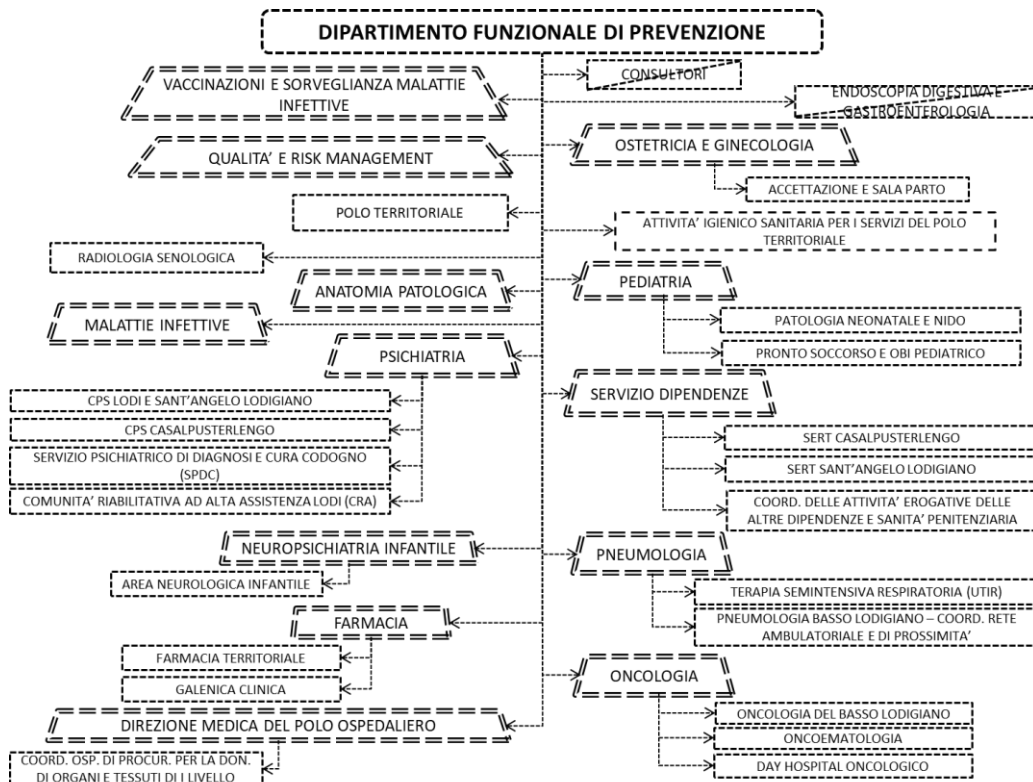 DIPARTIMENTO FUNZIONALE DI PREVENZIONE
VACCINAZIONI E SORVEGLIANZA MALATTIE
INFETTIVE
CONSULTORI
ENDOSCOPIA DIGESTIVA E
GASTROENTEROLOGIA
QUALITA' E RISK MANAGEMENT
OSTETRICIA E GINECOLOGIA
ACCETTAZIONE E SALA PARTO
POLO TERRITORIALE
ATTIVITA' IGIENICO SANITARIA PER I SERVIZI DEL POLO
TERRITORIALE
RADIOLOGIA SENOLOGICA
ANATOMIA PATOLOGICA
PEDIATRIA
MALATTIE INFETTIVE
PATOLOGIA NEONATALE E NIDO
PRONTO SOCCORSO E OBI PEDIATRICO
PSICHIATRIA
CPS LODI E SANT'ANGELO LODIGIANO
CPS CASALPUSTERLENGO
SERVIZIO PSICHIATRICO DI DIAGNOSI E CURA CODOGNO
(SPDC)
COMUNITA' RIABILITATIVA AD ALTA ASSISTENZA LODI (CRA)
SERVIZIO DIPENDENZE
SERT CASALPUSTERLENGO
SERT SANT'ANGELO LODIGIANO
COORD. DELLE ATTIVITA' EROGATIVE DELLE
ALTRE DIPENDENZE E SANITA' PENITENZIARIA
NEUROPSICHIATRIA INFANTILE
AREA NEUROLOGICA INFANTILE
PNEUMOLOGIA
TERAPIA SEMINTENSIVA RESPIRATORIA (UTIR)
PNEUMOLOGIA BASSO LODIGIANO – COORD. RETE
AMBULATORIALE E DI PROSSIMITA'
FARMACIA
FARMACIA TERRITORIALE
GALENICA CLINICA
ONCOLOGIA
ONCOLOGIA DEL BASSO LODIGIANO
ONCOEMATOLOGIA
DAY HOSPITAL ONCOLOGICO
DIREZIONE MEDICA DEL POLO OSPEDALIERO
COORD. OSP. DI PROCUR. PER LA DON.
DI ORGANI E TESSUTI DI I LIVELLO